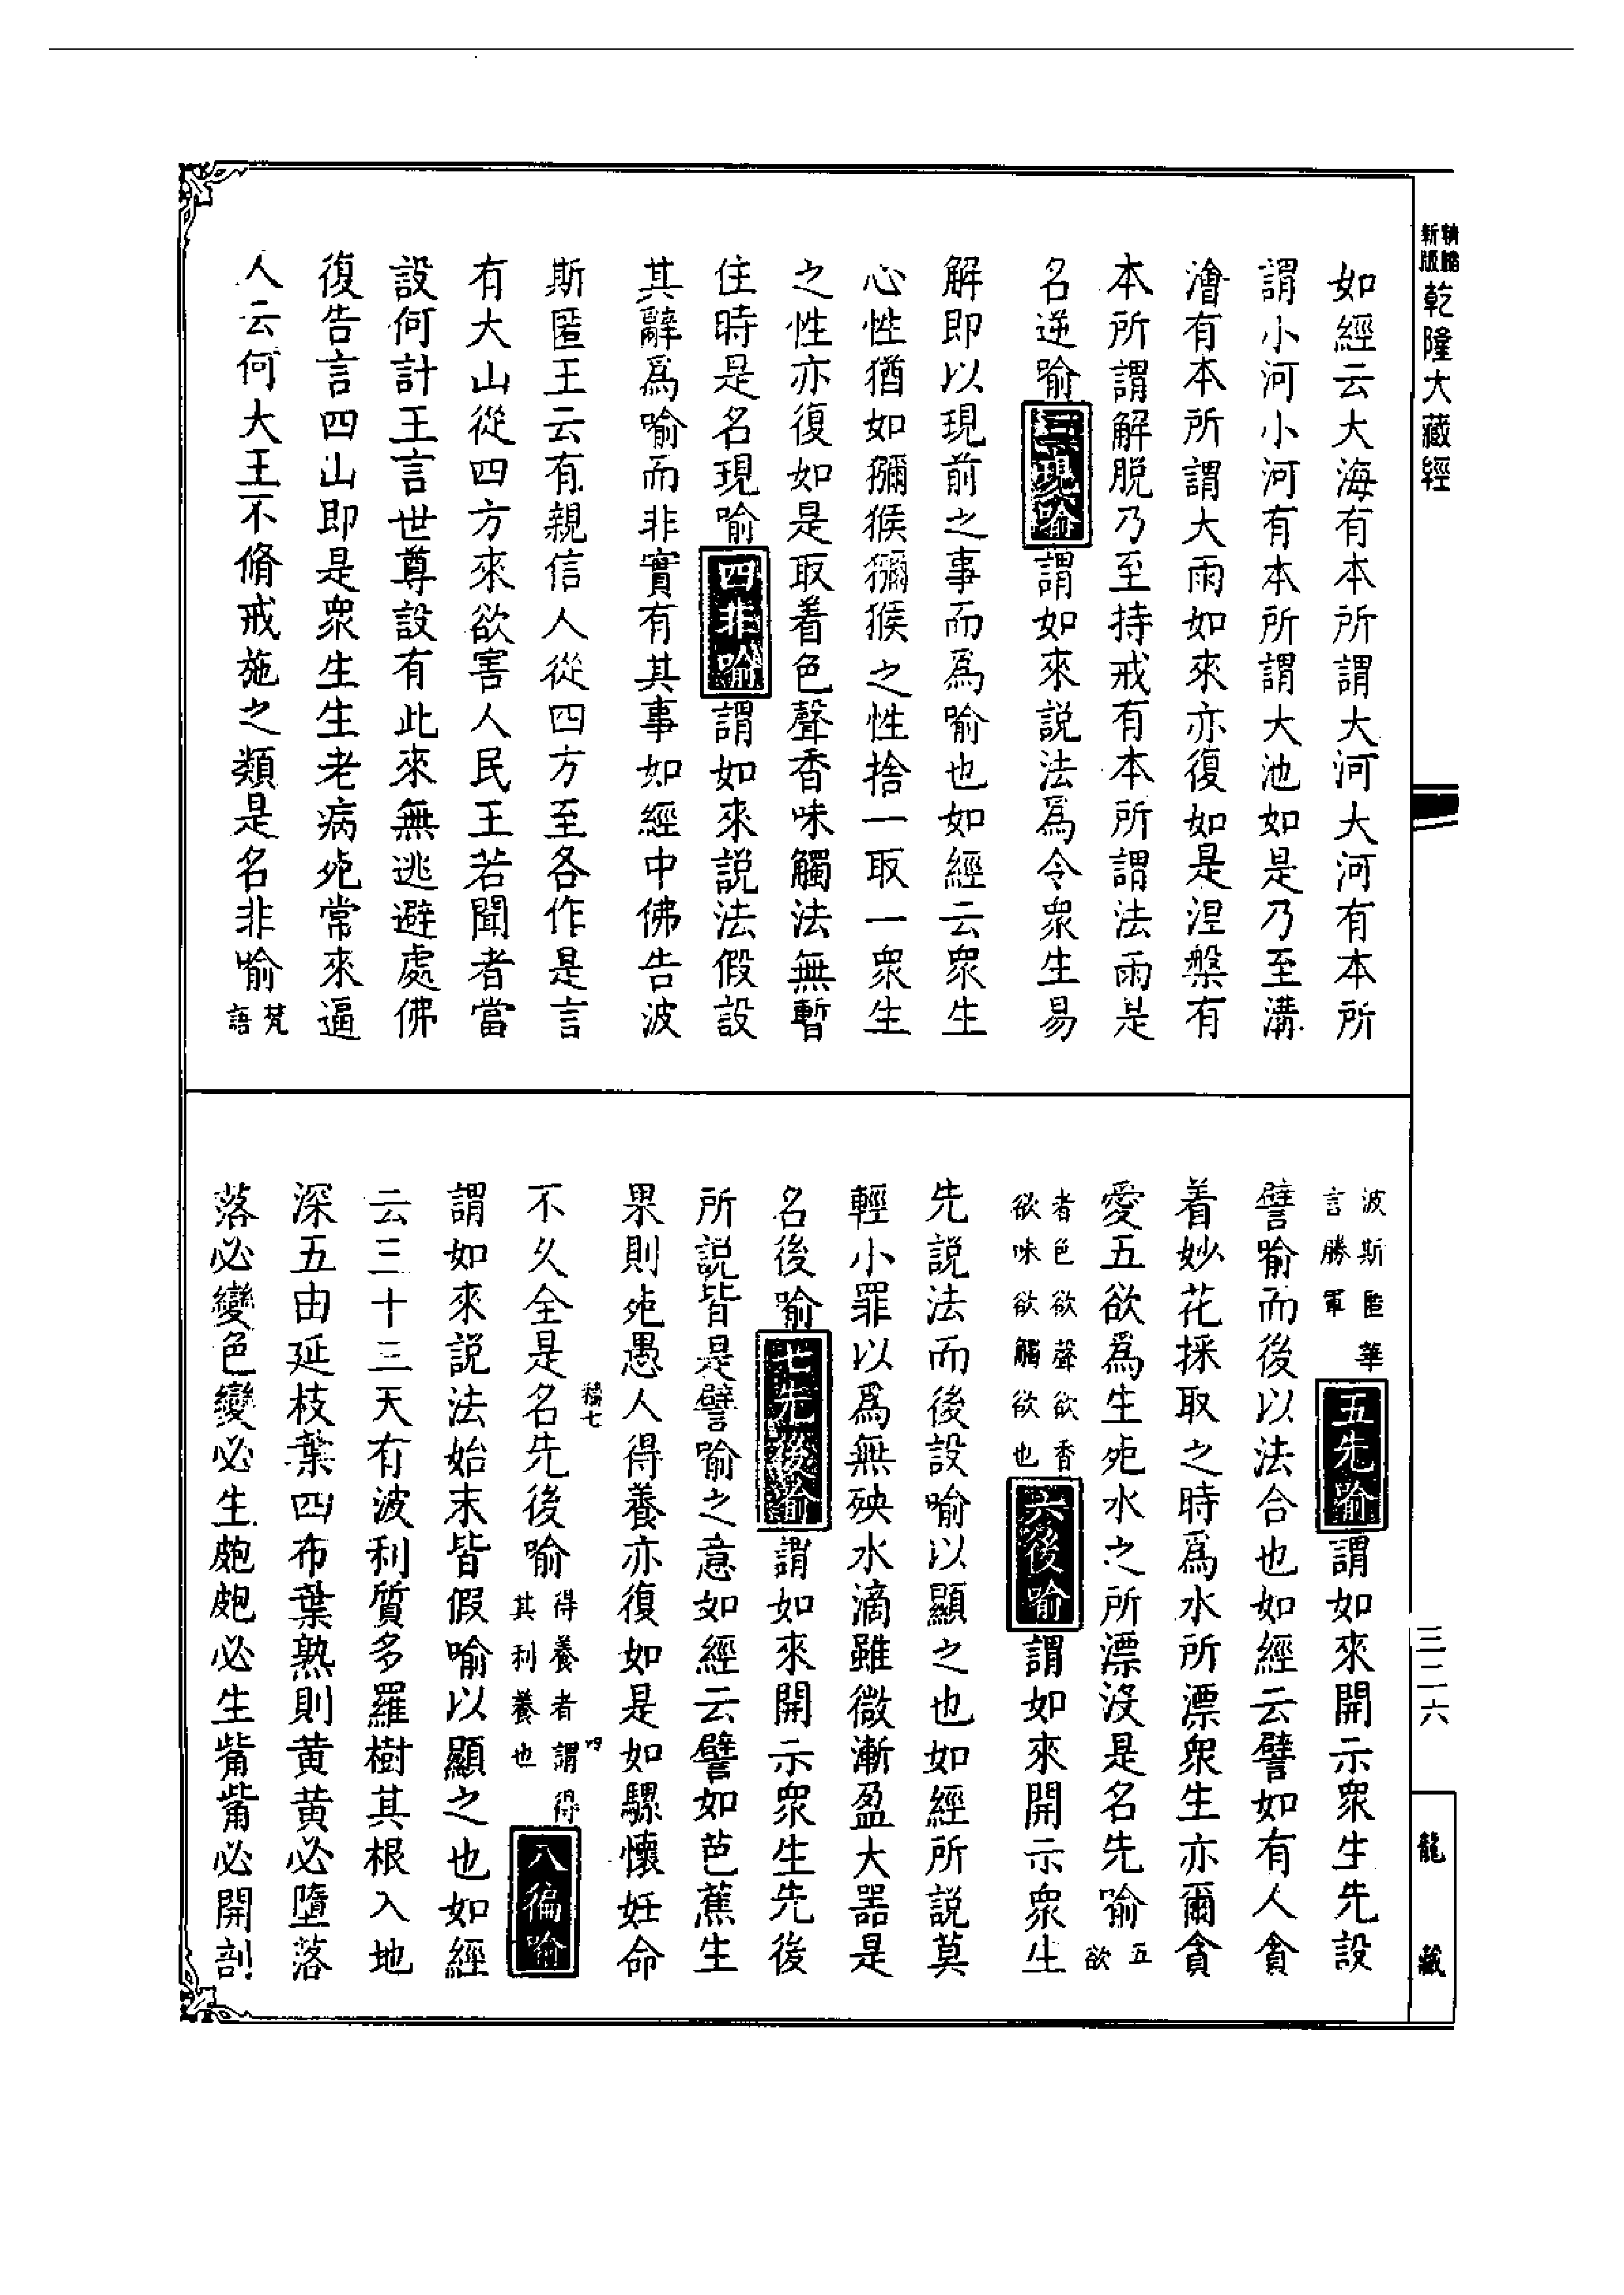 精縮新版乾隆大藏經
如經云大海有本所謂大河大河有本所
謂小河小河有本所謂大池如是乃至溝
澮有本所謂大雨如來亦復如是涅槃有
本所謂解脫乃至持戒有本所謂法雨是
名逆喻三現喻謂如來說法爲令衆生易
解即以現前之事而爲喻也如經云衆生
心性猶如獼猴獼猴之性捨一取一衆生
之性亦復如是取着色聲香味觸法無暫
住時是名現喻四非喻謂如來說法假設
其辭爲喻而非實有其事如經中佛告波
斯匿王云有親信人從四方至各作是言
有大山從四方來欲害人民王若聞者當
設何計王言世尊設有此來無逃避處佛
復告言四山即是衆生生老病死常來逼
人云何大王不脩戒施之類是名非喻梵語
波斯匿華言勝軍五先喻謂如來開示衆生先設
譬喻而後以法合也如經云譬如有人貪
着妙花採取之時爲水所漂衆生亦爾貪
愛五欲爲生死水之所漂沒是名先喻五欲
者色欲聲欲香欲味欲觸欲也六後喻謂如來開示衆生
先說法而後設喻以顯之也如經所說莫
輕小罪以爲無殃水滴雖微漸盈大器是
名後喻七先後喻謂如來開示衆生先後
所說皆是譬喻之意如經云譬如芭蕉生
果則死愚人得養亦復如是如騾懷妊命
不久全是名先後喻得養者謂得其利養也八徧喻
謂如來說法始末皆假喻以顯之也如經
云三十三天有波利質多羅樹其根入地
深五由延枝葉四布葉熟則黄黄必墮落
落必變色變必生皰皰必生觜觜必開剖
三二六
龍藏